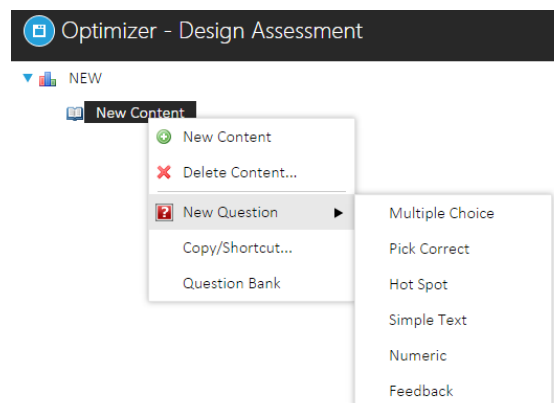 Optimizer - Design Assessment
NEW
New Content
New Content
Delete Content...
New Question
Copy/Shortcut...
Question Bank
Multiple Choice
Pick Correct
Hot Spot
Simple Text
Numeric
Feedback